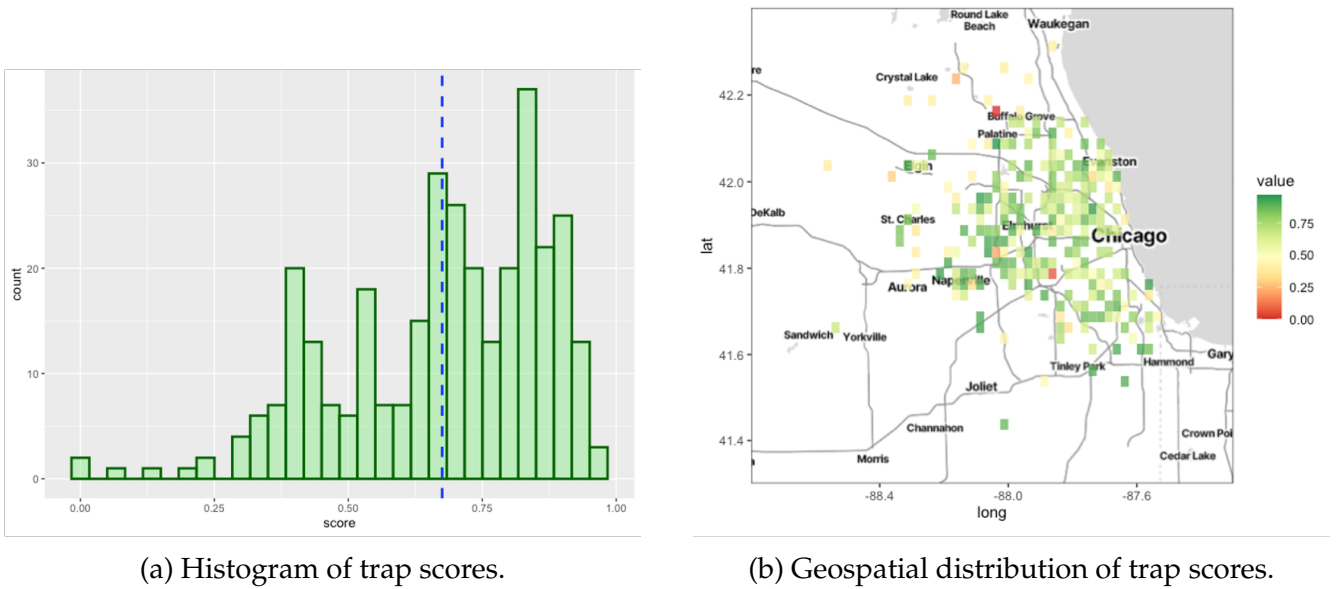 30
20
10
0
count
0.00
0.25
0.50
0.75
1.00
score
(a) Histogram of trap scores.
Round Lake
Beach
Waukegan
re
Crystal Lake
Buffalo Grove
Palatine
Evanston
Elgin
DeKalb
St. Charles
Elmhurst
Chicago
Aurora
Naperville
Sandwich
Yorkville
Tinley Park
Hammond
Gary
Joliet
Channahon
Crown Poi
Morris
Cedar Lake
42.2
42.0
41.8
41.6
41.4
lat
-88.4
-88.0
-87.6
long
value
0.75
0.50
0.25
0.00
(b) Geospatial distribution of trap scores.